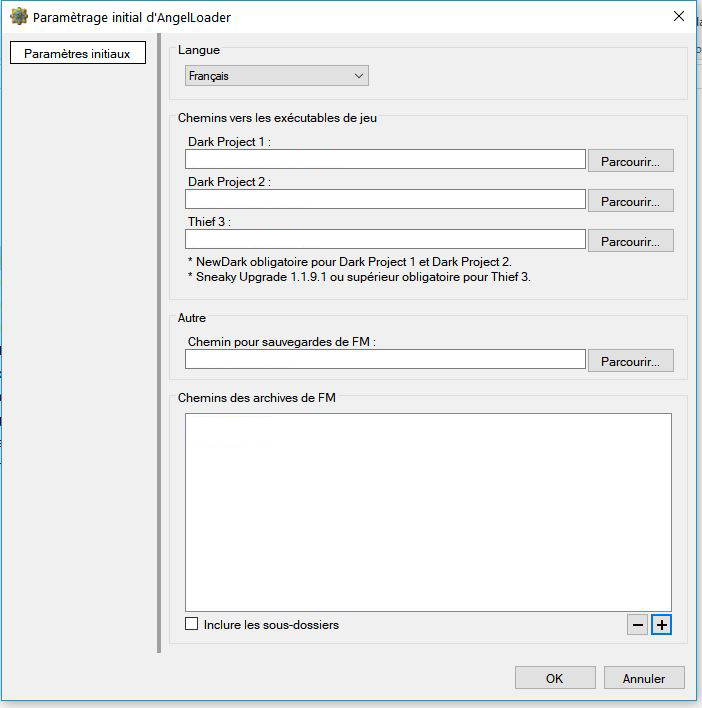 Paramètrage initial d'AngelLoader
Paramètres initiaux
Langue
Français
Chemins vers les exécutables de jeu
Dark Project 1 :
Parcourir...
Dark Project 2 :
Parcourir...
Thief 3 :
Parcourir...
* NewDark obligatoire pour Dark Project 1 et Dark Project 2.
* Sneaky Upgrade 1.1.9.1 ou supérieur obligatoire pour Thief 3.
Autre
Chemin pour sauvegardes de FM :
Parcourir...
Chemins des archives de FM
Inclure les sous-dossiers
OK
Annuler